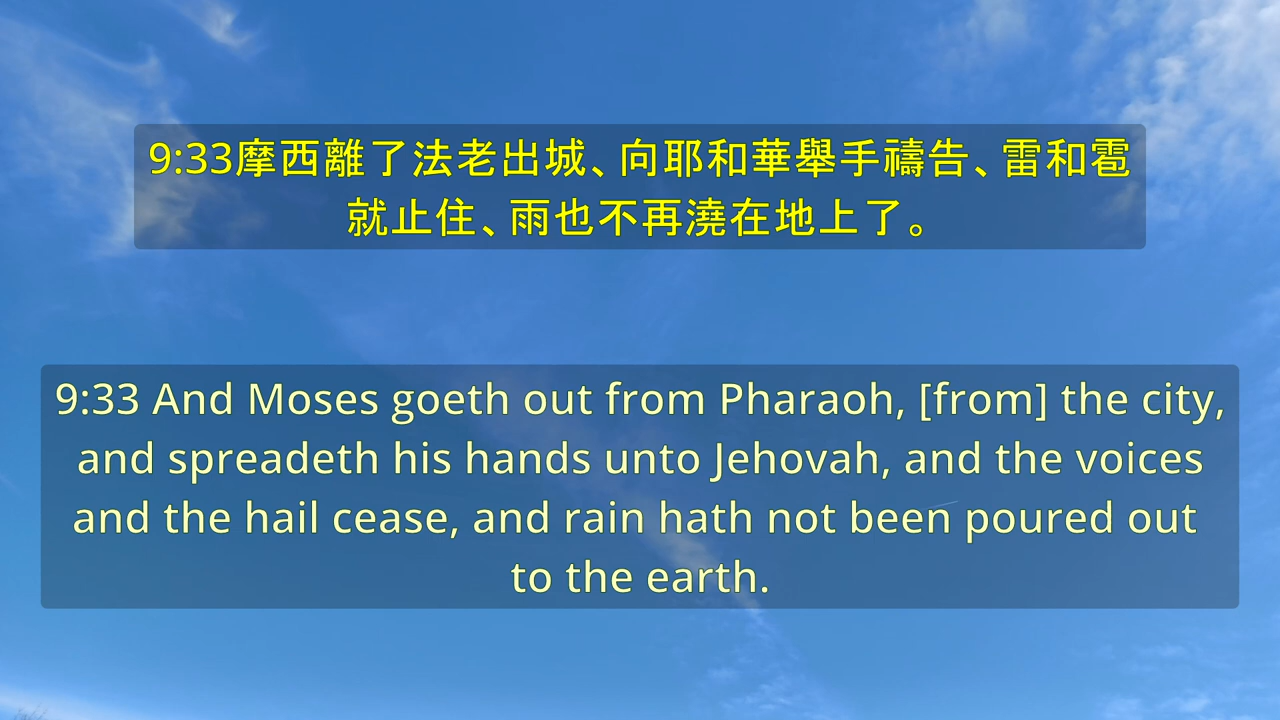 9:33摩西離了法老出城、向耶和華舉手禱告、雷和雹
就止住、雨也不再澆在地上了。
9:33 And Moses goeth out from Pharaoh, [from] the city,
and spreadeth his hands unto Jehovah, and the voices
and the hail cease, and rain hath not been poured out
to the earth.